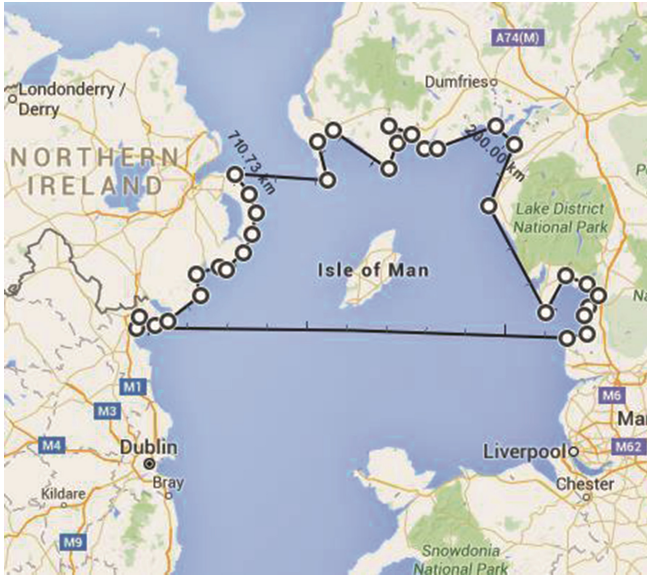 A74(M)
Dumfries
Londonderry /
Derry
710.73 km
200.00 km
NORTHERN
IRELAND
Lake District
National Park
Isle of Man
M1
M6
M3
M4
Dublin
Liverpool
M62
Bray
Kildare
Chester
M9
Snowdonia
National Park